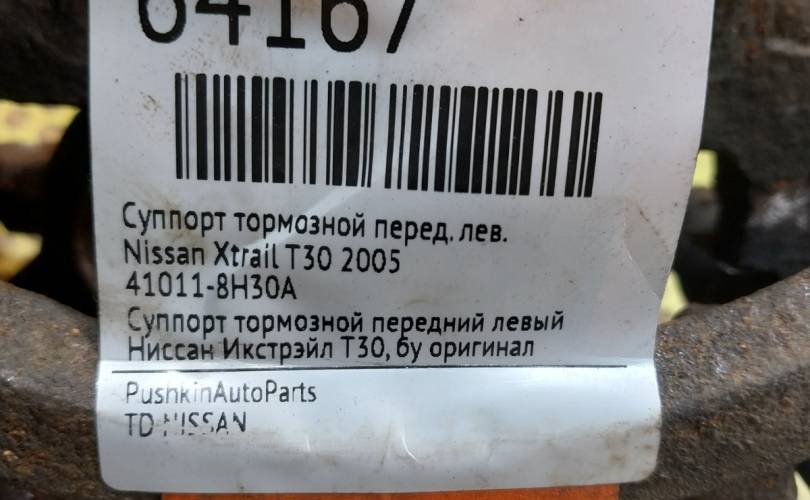 64167
Суппорт тормозной перед. лев.
Nissan Xtrail T30 2005
41011-8H30A
Суппорт тормозной передний левый
Ниссан Икстрэйл Т30, бу оригинал
PushkinAutoParts
TD NISSAN